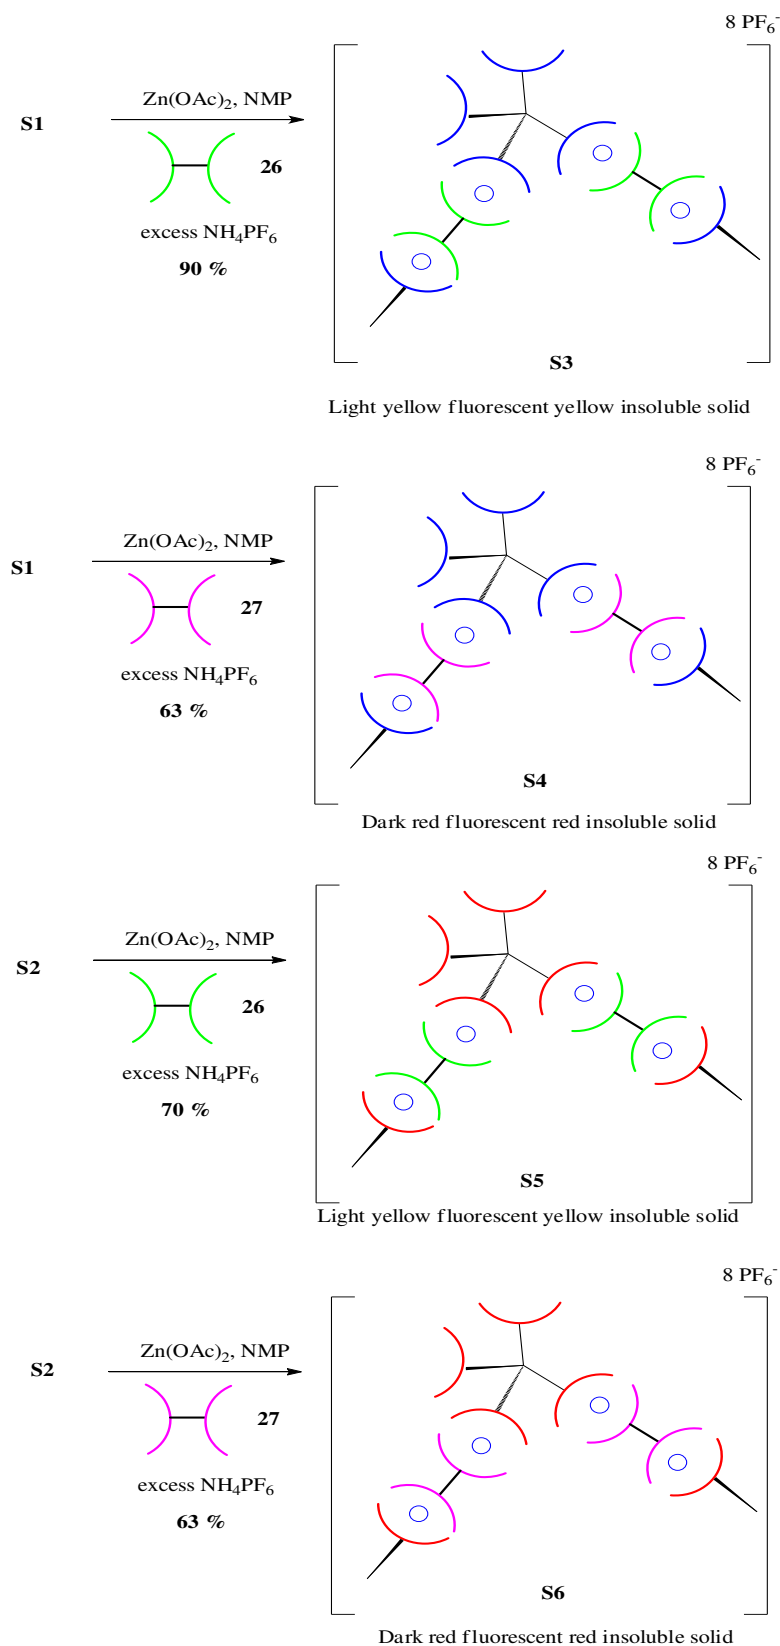 8 PF6-
Zn(OAc)2, NMP
S1
26
excess NH4PF6
90 %
S3
Light yellow fluorescent yellow insoluble solid
8 PF6-
Zn(OAc)2, NMP
S1
27
excess NH4PF6
63 %
S4
Dark red fluorescent red insoluble solid
8 PF6-
Zn(OAc)2, NMP
S2
26
excess NH4PF6
70 %
S5
Light yellow fluorescent yellow insoluble solid
8 PF6-
Zn(OAc)2, NMP
S2
27
excess NH4PF6
63 %
S6
Dark red fluorescent red insoluble solid